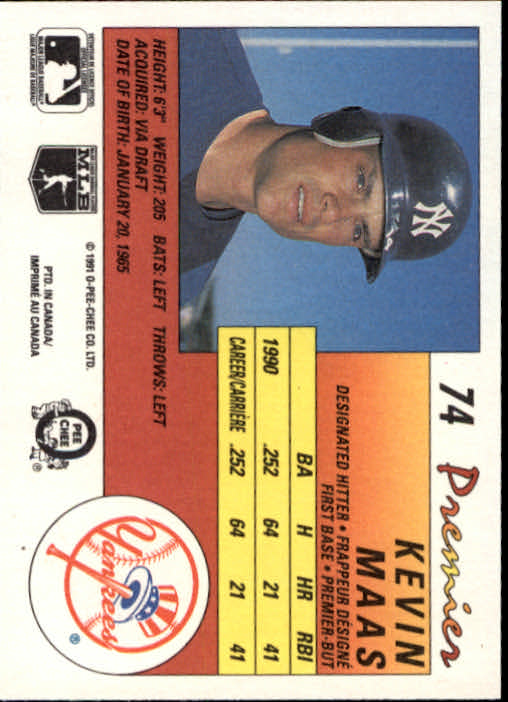 74 Premier
KEVIN
MAAS
DESIGNATED HITTER • FRAPPEUR DÉSIGNÉ
FIRST BASE • PREMIER-BUT
BA H HR RBI
1990 .252 64 21 41
CAREER/CARRIÈRE .252 64 21 41
HEIGHT: 6'3" WEIGHT: 205 BATS: LEFT THROWS: LEFT
ACQUIRED: VIA DRAFT
DATE OF BIRTH: JANUARY 20, 1965
NY
Yankees
®
MLB
© 1991 O-PEE-CHEE CO. LTD.
PTD. IN CANADA/
IMPRIMÉ AU CANADA
O
PEE
CHEE
®